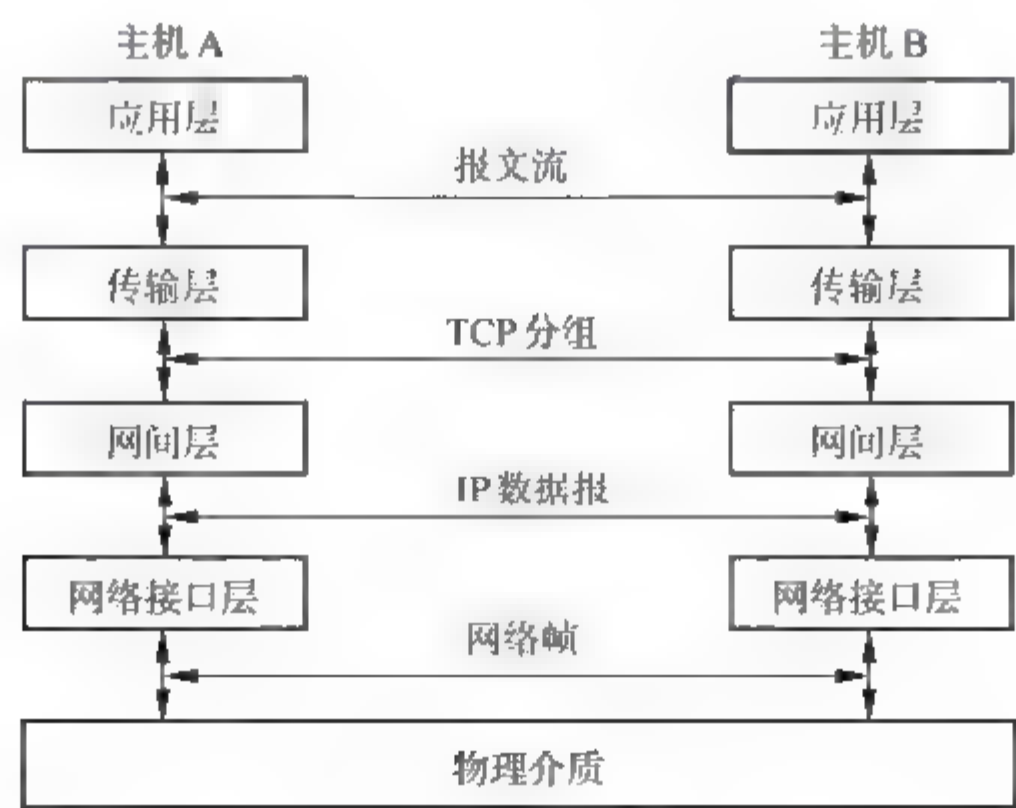 主机 A
主机 B
应用层
应用层
报文流
传输层
传输层
TCP 分组
网间层
网间层
IP 数据报
网络接口层
网络接口层
网络帧
物理介质